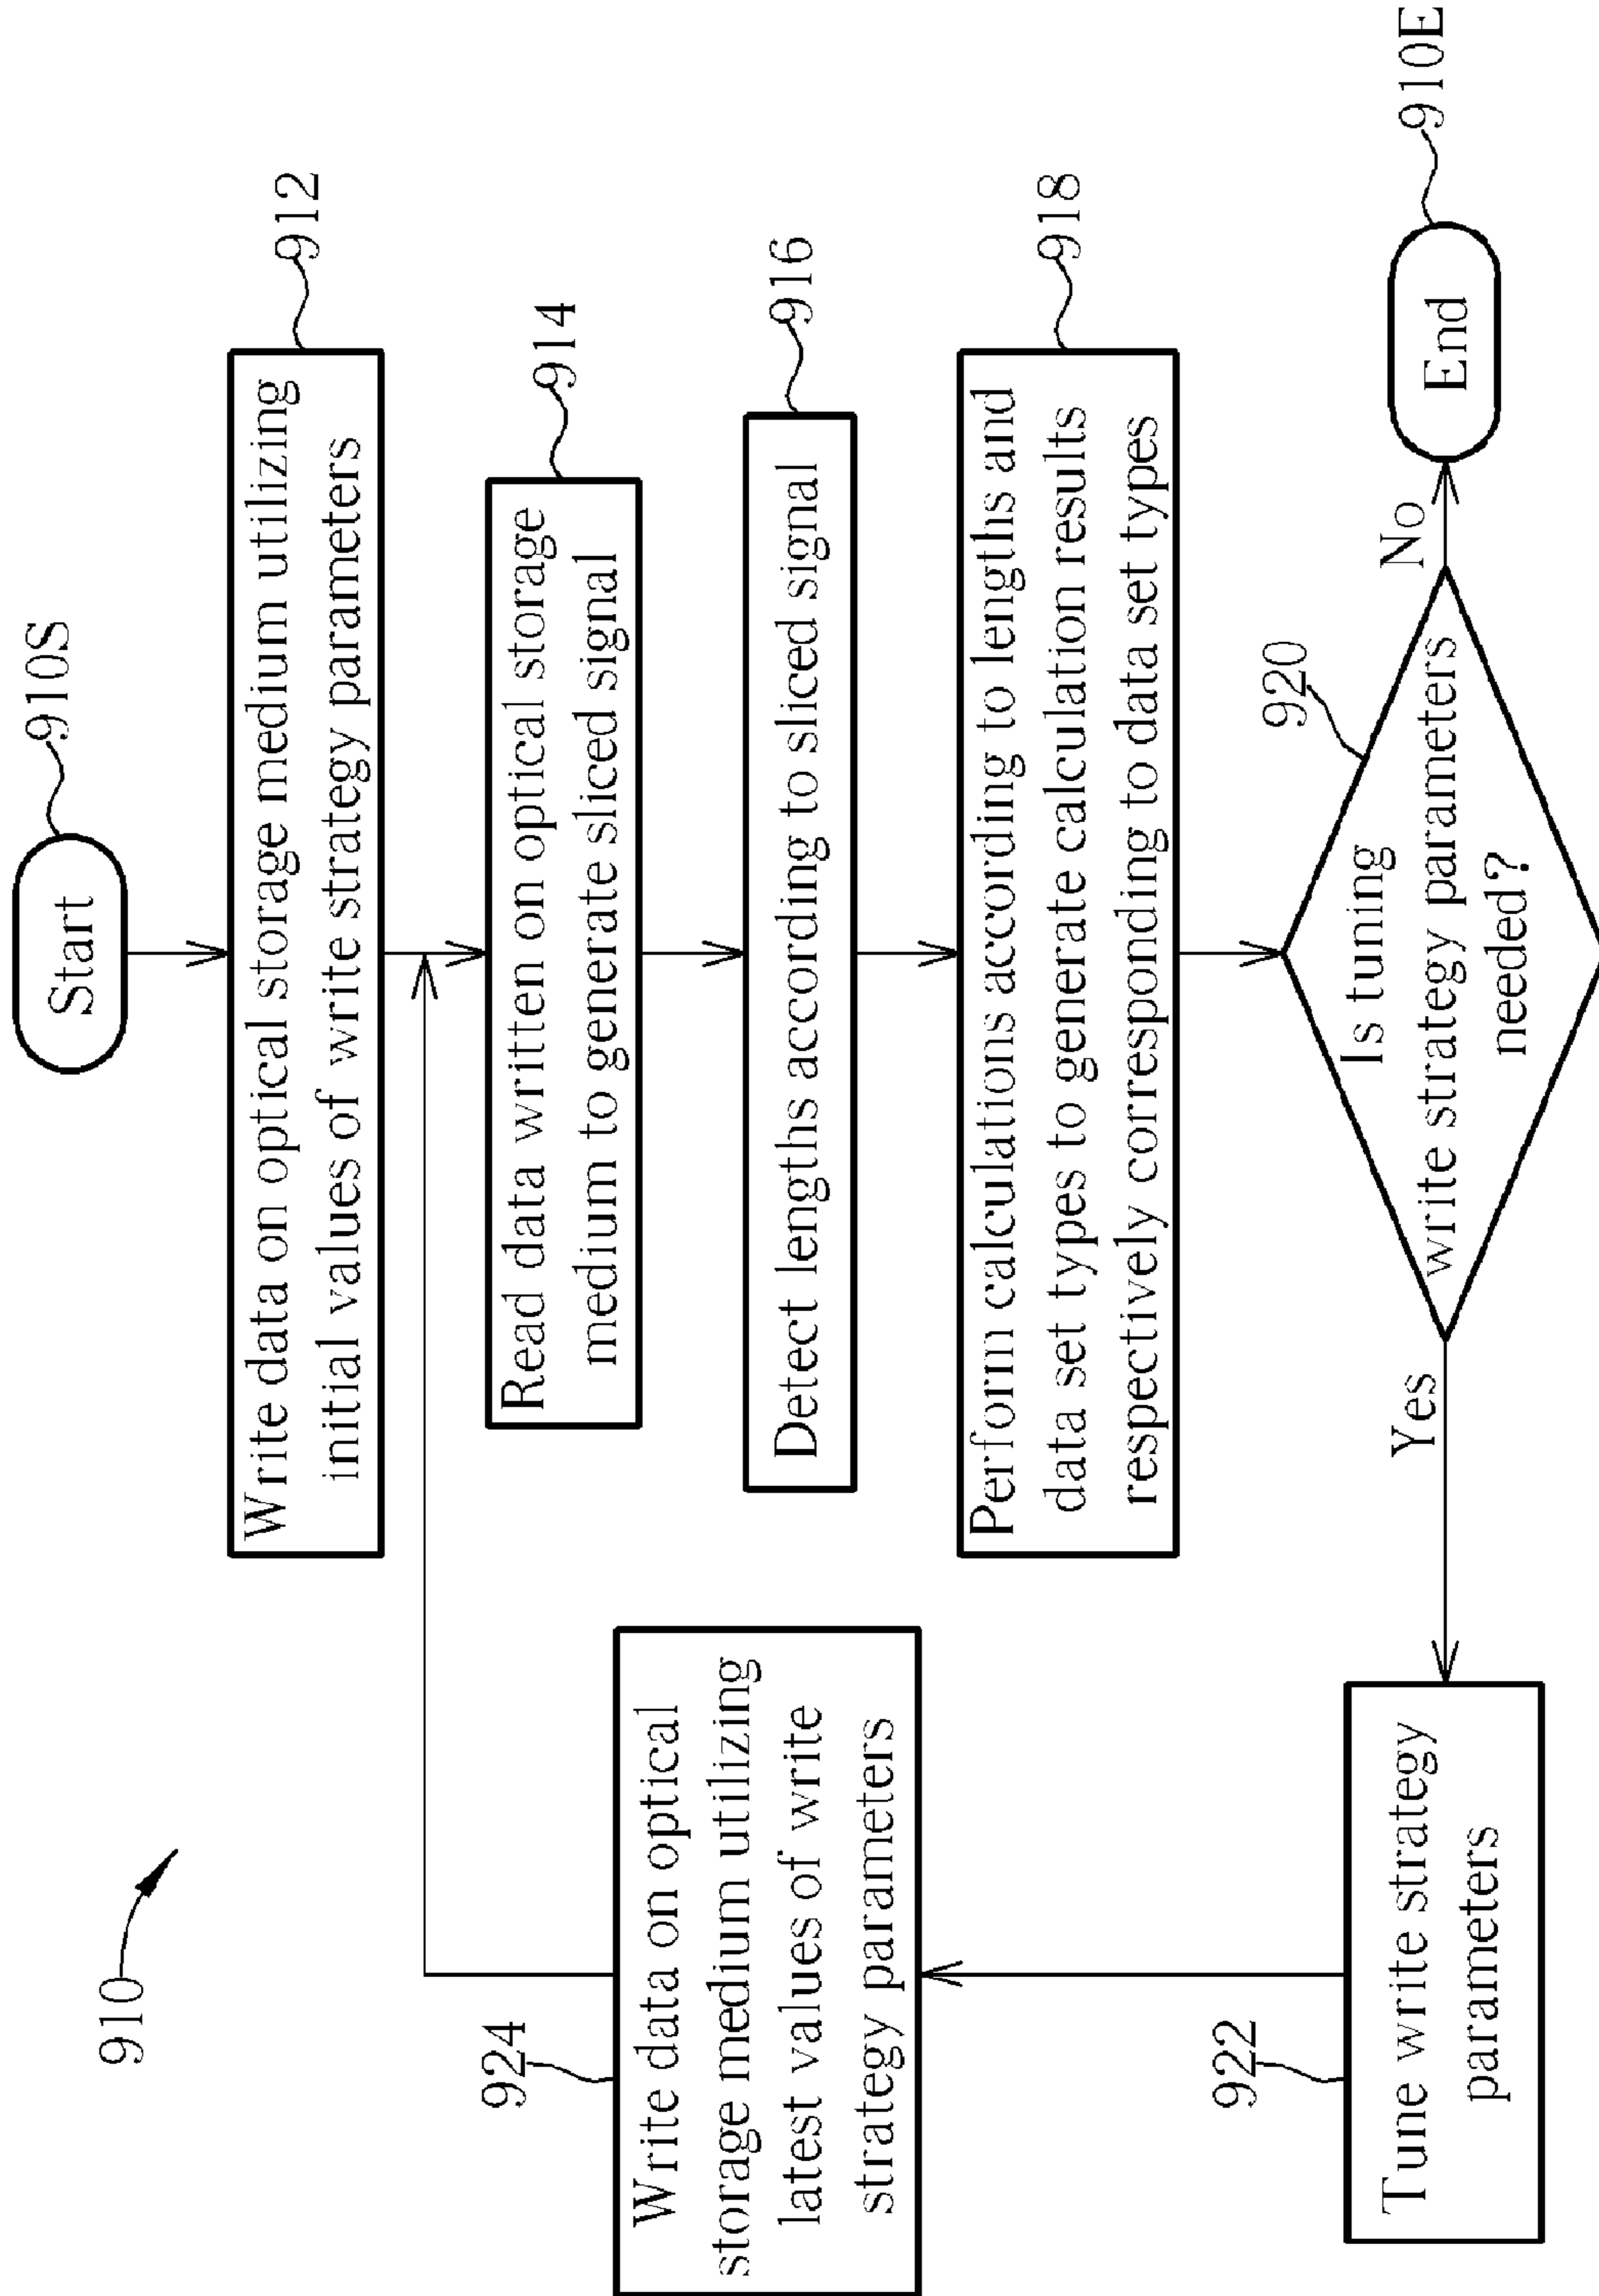 910
Start
910S
Write data on optical storage medium utilizing
initial values of write strategy parameters
912
Read data written on optical storage
medium to generate sliced signal
914
Detect lengths according to sliced signal
916
Perform calculations according to lengths and
data set types to generate calculation results
respectively corresponding to data set types
918
Is tuning
write strategy parameters
needed?
920
No
End
910E
Yes
Tune write strategy
parameters
922
Write data on optical
storage medium utilizing
latest values of write
strategy parameters
924